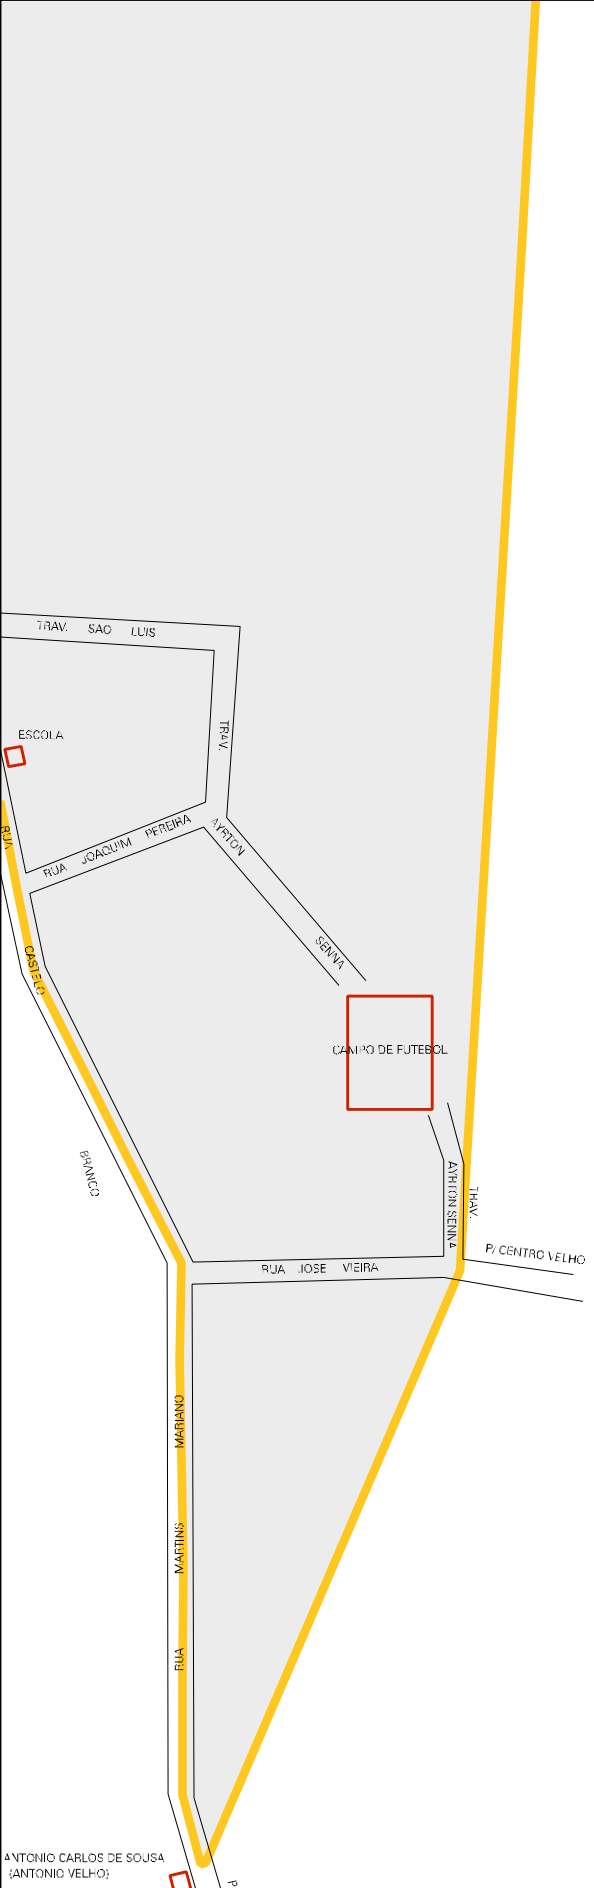 TRAV. SAO LUIS
TRAV.
ESCOLA
RUA JOAQUIM PEREIRA
AYRTON
SENNA
RUA
CASTELO
BRANCO
CAMPO DE FUTEBOL
AYRTON SENNA
TRAV.
P/ CENTRO VELHO
RUA JOSE VIEIRA
RUA MARTINS MARIANO
ANTONIO CARLOS DE SOUSA
(ANTONIO VELHO)
P